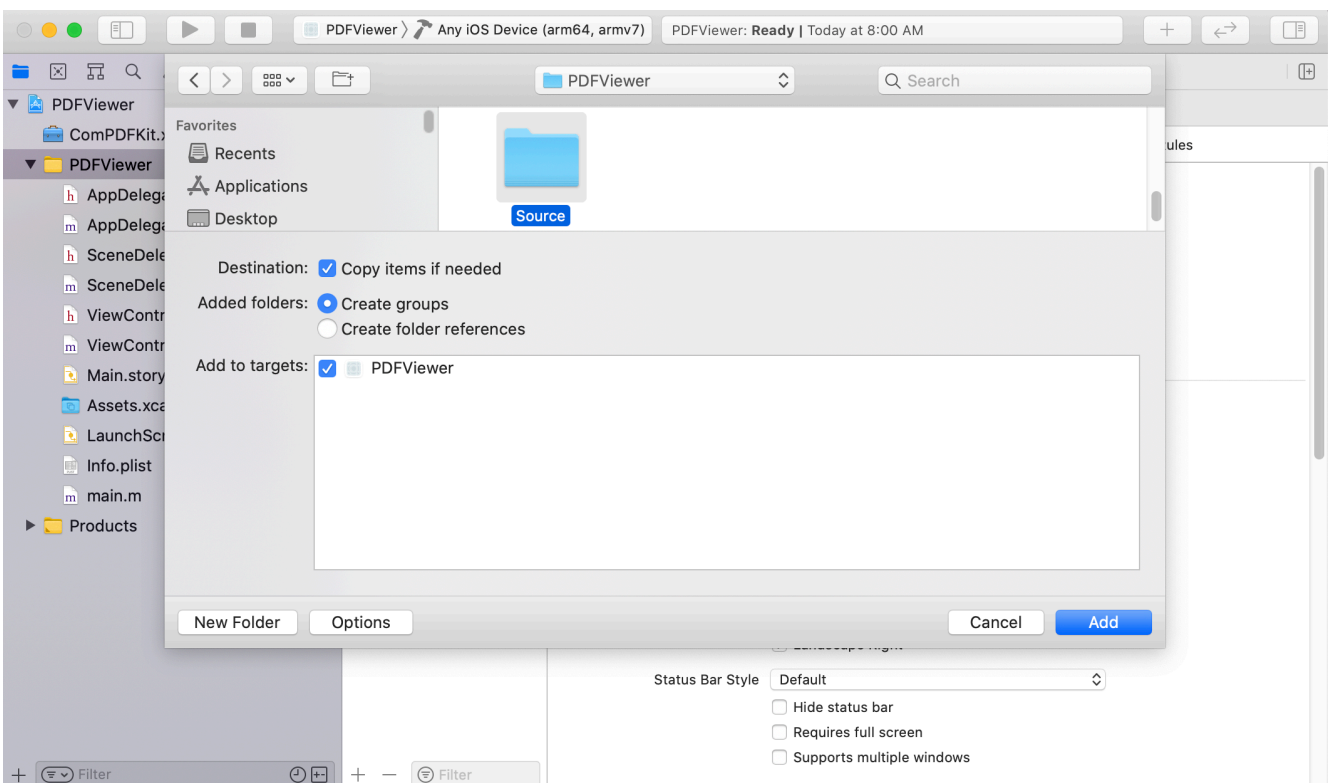 PDFViewer 〉 Any iOS Device (arm64, armv7)
PDFViewer: Ready | Today at 8:00 AM
PDFViewer
Search
PDFViewer
ComPDFKit.x
PDFViewer
h AppDelega
m AppDelega
h SceneDele
m SceneDele
h ViewContr
m ViewContr
Main.story
Assets.xca
LaunchScr
Info.plist
m main.m
Products
Favorites
Recents
Applications
Desktop
Source
ules
Destination: Copy items if needed
Added folders: Create groups
Create folder references
Add to targets: PDFViewer
New Folder
Options
Cancel
Add
Landscape Right
Status Bar Style Default
Hide status bar
Requires full screen
Supports multiple windows
Filter
Filter